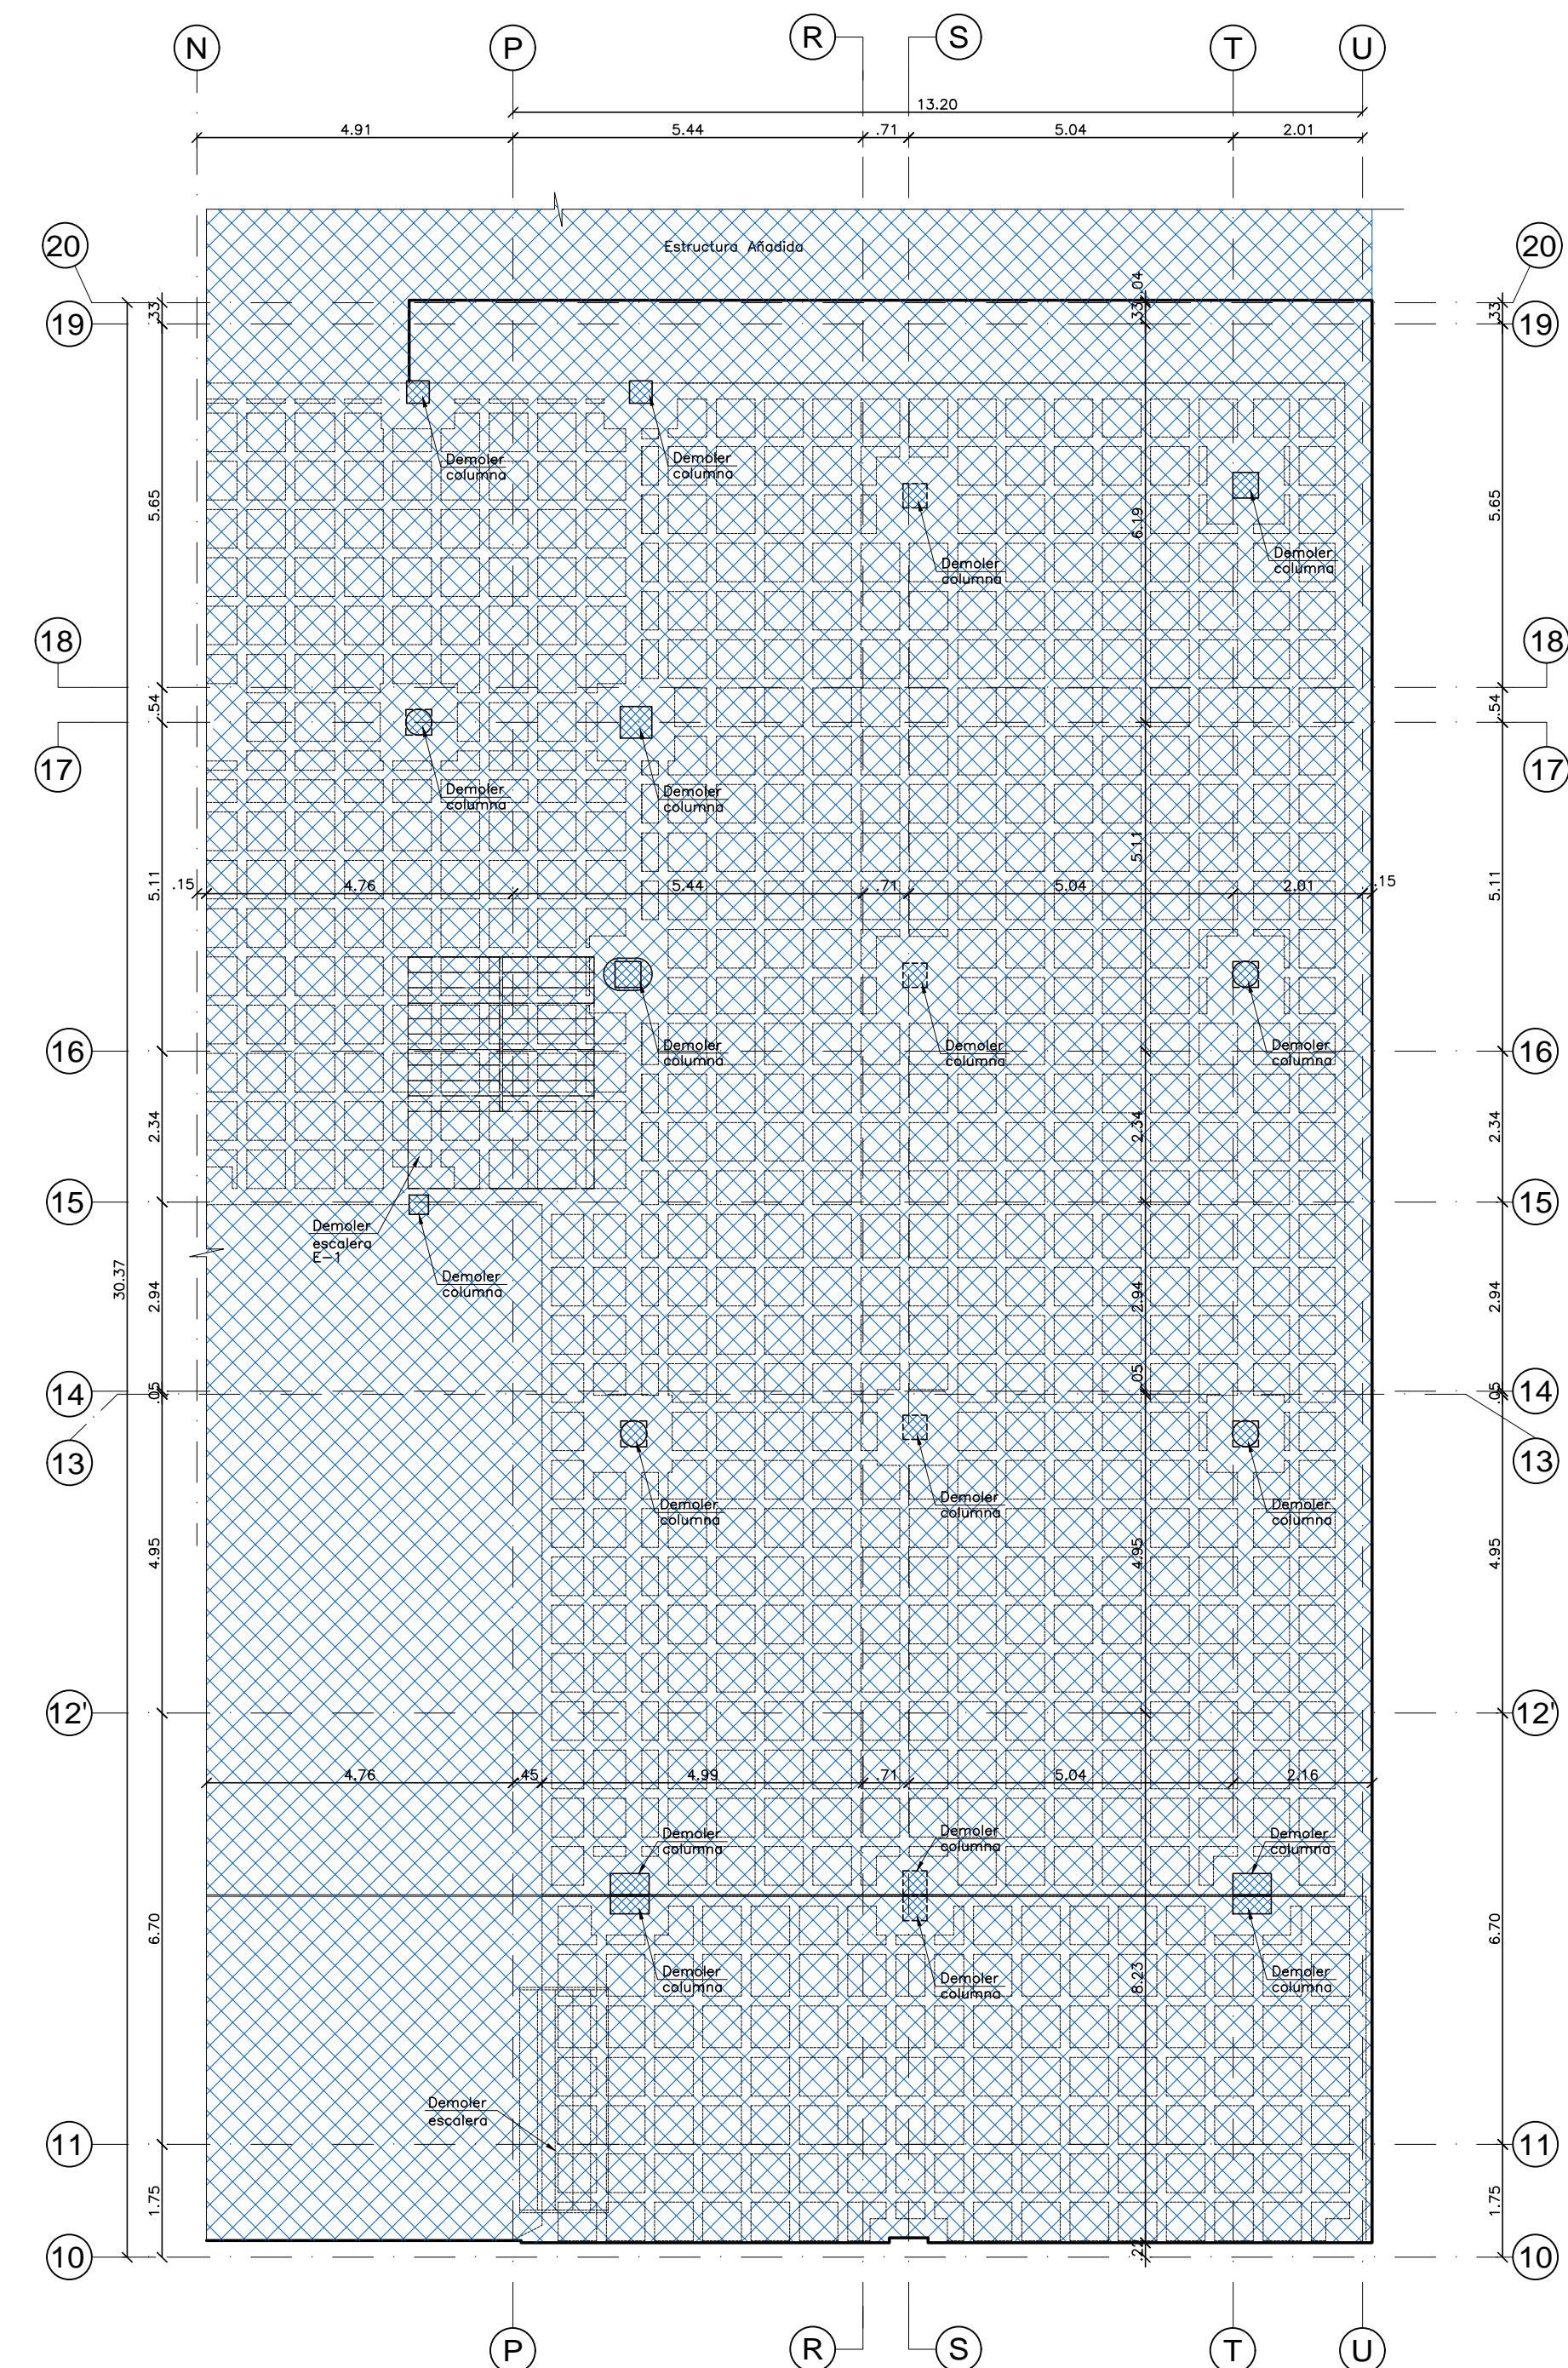 N
P
R
S
T
U
13.20
4.91
5.44
.71
5.04
2.01
Estructura Añadida
20
20
19
19
.33
.33
.04
.33
Demoler
columna
Demoler
columna
Demoler
columna
Demoler
columna
5.65
6.19
5.65
18
18
.54
.54
17
17
Demoler
columna
Demoler
columna
5.11
5.11
5.11
.15
4.76
5.44
.71
5.04
2.01
.15
Demoler
columna
Demoler
columna
Demoler
columna
16
16
2.34
2.34
2.34
15
15
Demoler
escalera
E-1
Demoler
columna
30.37
2.94
2.94
2.94
14
14
.05
.05
.05
13
13
Demoler
columna
Demoler
columna
Demoler
columna
4.95
4.95
4.95
12'
12'
4.76
.45
4.99
.71
5.04
2.16
Demoler
columna
Demoler
columna
Demoler
columna
6.70
8.23
6.70
Demoler
columna
Demoler
columna
Demoler
columna
Demoler
escalera
11
11
1.75
1.75
.22
10
10
P
R
S
T
U